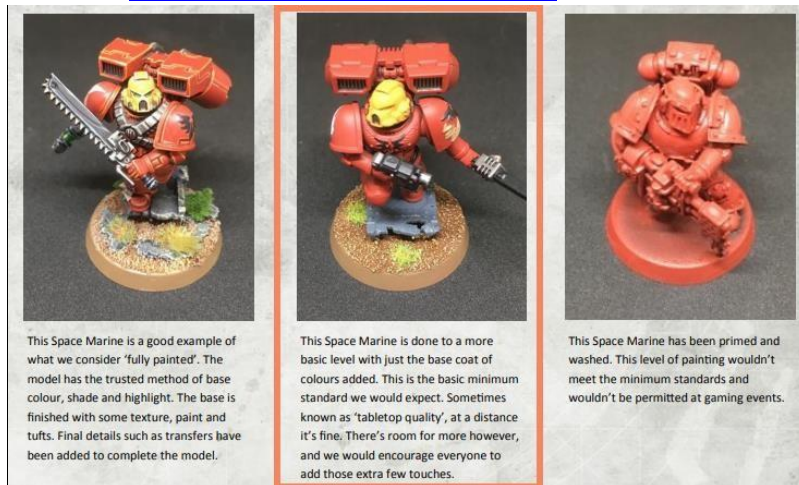 This Space Marine is a good example of
what we consider ‘fully painted’. The
model has the trusted method of base
colour, shade and highlight. The base is
finished with some texture, paint and
tufts. Final details such as transfers have
been added to complete the model.
This Space Marine is done to a more
basic level with just the base coat of
colours added. This is the basic minimum
standard we would expect. Sometimes
known as ‘tabletop quality’, at a distance
it’s fine. There’s room for more however,
and we would encourage everyone to
add those extra few touches.
This Space Marine has been primed and
washed. This level of painting wouldn’t
meet the minimum standards and
wouldn’t be permitted at gaming events.